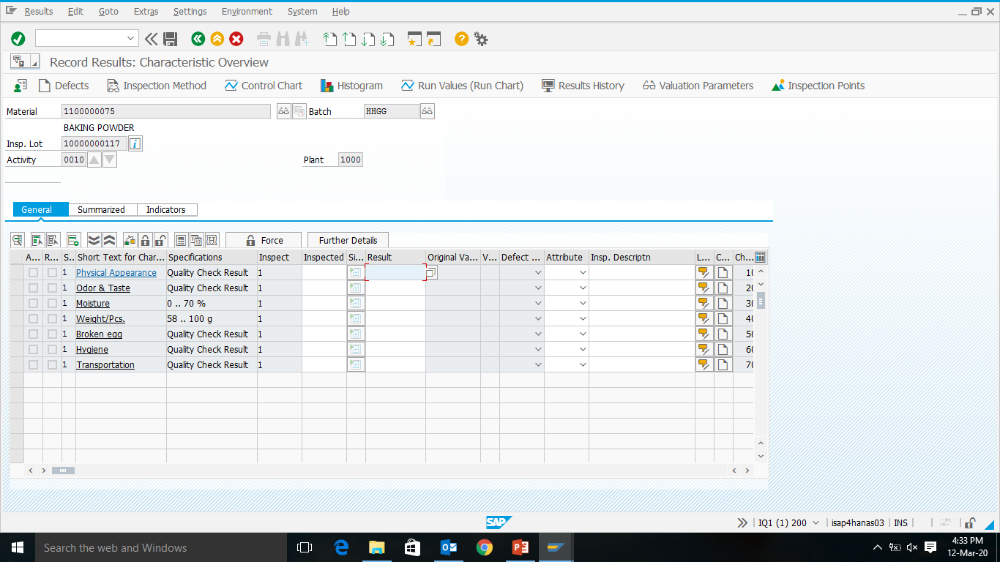 Results Edit Goto Extras Settings Environment System Help
Record Results: Characteristic Overview
Defects Inspection Method Control Chart Histogram Run Values (Run Chart) Results History Valuation Parameters Inspection Points
Material 1100000075 Batch HHGG
BAKING POWDER
Insp. Lot 10000000117
Activity 0010 Plant 1000
General Summarized Indicators
Force Further Details
A... R... S... Short Text for Char... Specifications Inspect Inspected Si... Result Original Va... V... Defect ... Attribute Insp. Descriptn L... C... Ch...
1 Physical Appearance Quality Check Result 1 10
1 Odor & Taste Quality Check Result 1 20
1 Moisture 0 .. 70 % 1 30
1 Weight/Pcs. 58 .. 100 g 1 40
1 Broken egg Quality Check Result 1 50
1 Hygiene Quality Check Result 1 60
1 Transportation Quality Check Result 1 70
SAP IQ1 (1) 200 isap4hanas03 INS
Search the web and Windows
4:33 PM
12-Mar-20